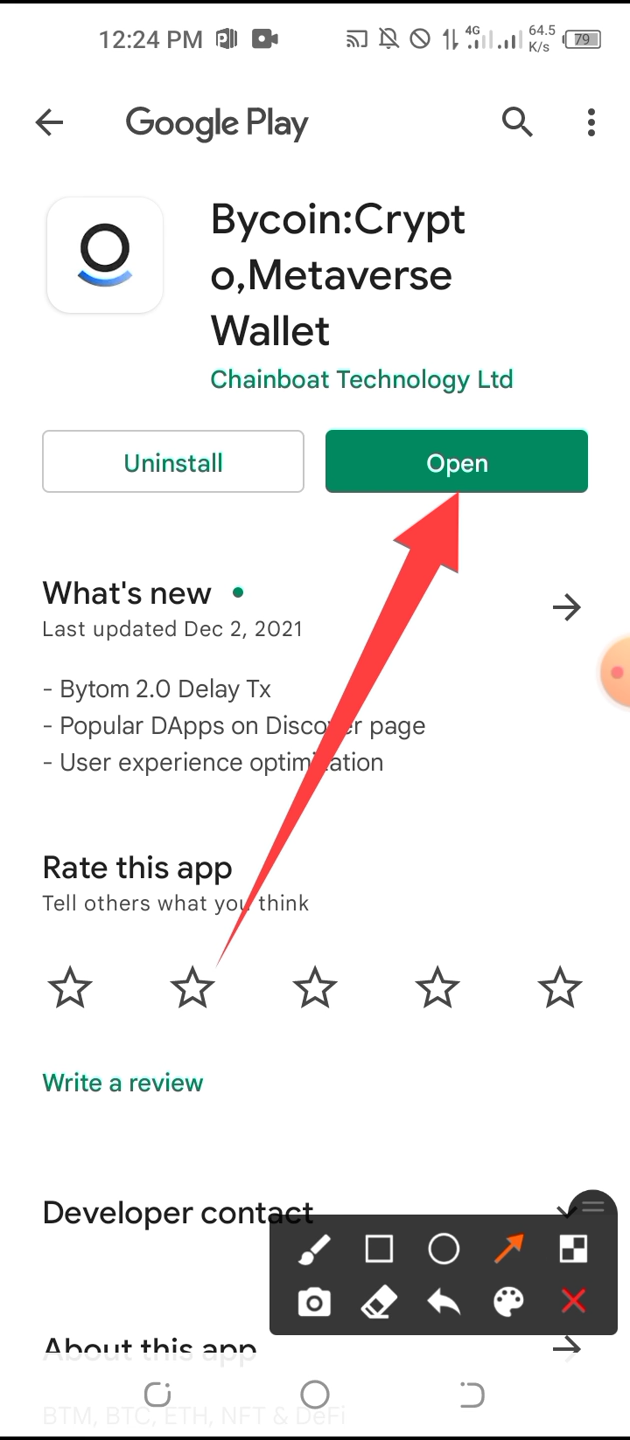 12:24 PM
4G
64.5
K/s
79
Google Play
Bycoin:Crypt
o,Metaverse
Wallet
Chainboat Technology Ltd
Uninstall
Open
What's new
Last updated Dec 2, 2021
- Bytom 2.0 Delay Tx
- Popular DApps on Discover page
- User experience optimization
Rate this app
Tell others what you think
Write a review
Developer contact
About this app
BTM, BTC, ETH, NFT & DeFi